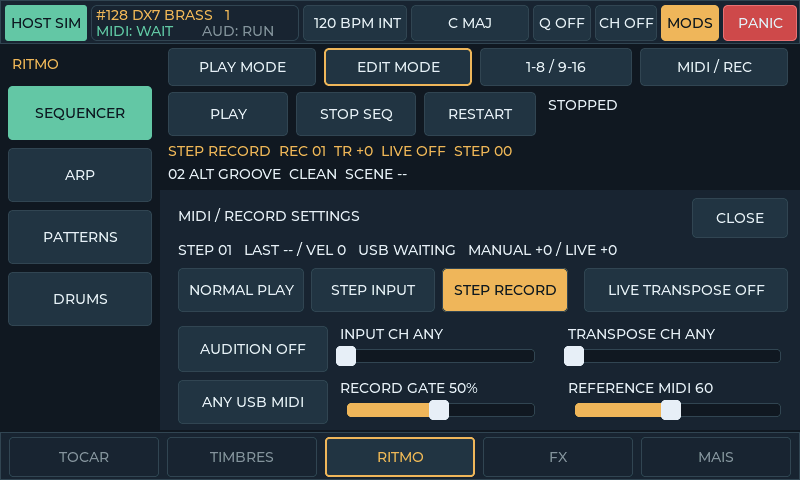 HOST SIM
#128 DX7 BRASS 1
MIDI: WAIT AUD: RUN
120 BPM INT
C MAJ
Q OFF
CH OFF
MODS
PANIC
RITMO
SEQUENCER
ARP
PATTERNS
DRUMS
PLAY MODE
EDIT MODE
1-8 / 9-16
MIDI / REC
PLAY
STOP SEQ
RESTART
STOPPED
STEP RECORD REC 01 TR +0 LIVE OFF STEP 00
02 ALT GROOVE CLEAN SCENE --
MIDI / RECORD SETTINGS
CLOSE
STEP 01 LAST -- / VEL 0 USB WAITING MANUAL +0 / LIVE +0
NORMAL PLAY
STEP INPUT
STEP RECORD
LIVE TRANSPOSE OFF
AUDITION OFF
INPUT CH ANY
TRANSPOSE CH ANY
ANY USB MIDI
RECORD GATE 50%
REFERENCE MIDI 60
TOCAR
TIMBRES
RITMO
FX
MAIS